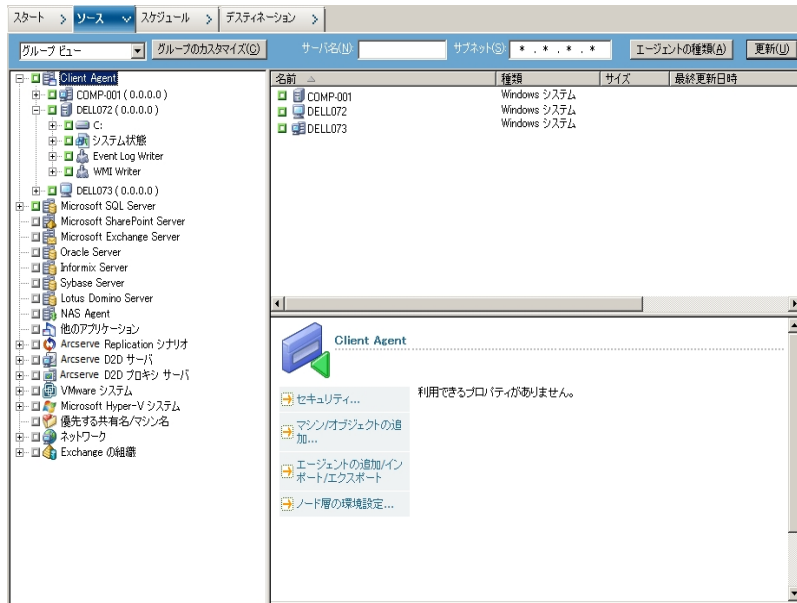 スタート > ソース スケジュール > デスティネーション >
グループ ビュー グループのカスタマイズ(C) サーバ名(N): サブネット(S): * . * . * . * エージェントの種類(A) 更新(U)
Client Agent
COMP-001 ( 0.0.0.0 )
DELL072 ( 0.0.0.0 )
C:
システム状態
Event Log Writer
WMI Writer
DELL073 ( 0.0.0.0 )
Microsoft SQL Server
Microsoft SharePoint Server
Microsoft Exchange Server
Oracle Server
Informix Server
Sybase Server
Lotus Domino Server
NAS Agent
他のアプリケーション
Arcserve Replication シナリオ
Arcserve D2D サーバ
Arcserve D2D プロキシ サーバ
VMware システム
Microsoft Hyper-V システム
優先する共有名/マシン名
ネットワーク
Exchange の組織
名前 種類 サイズ 最終更新日時
COMP-001 Windows システム
DELL072 Windows システム
DELL073 Windows システム
Client Agent
セキュリティ...
マシン/オブジェクトの追
加...
エージェントの追加/イン
ポート/エクスポート
ノード層の環境設定...
利用できるプロパティがありません。